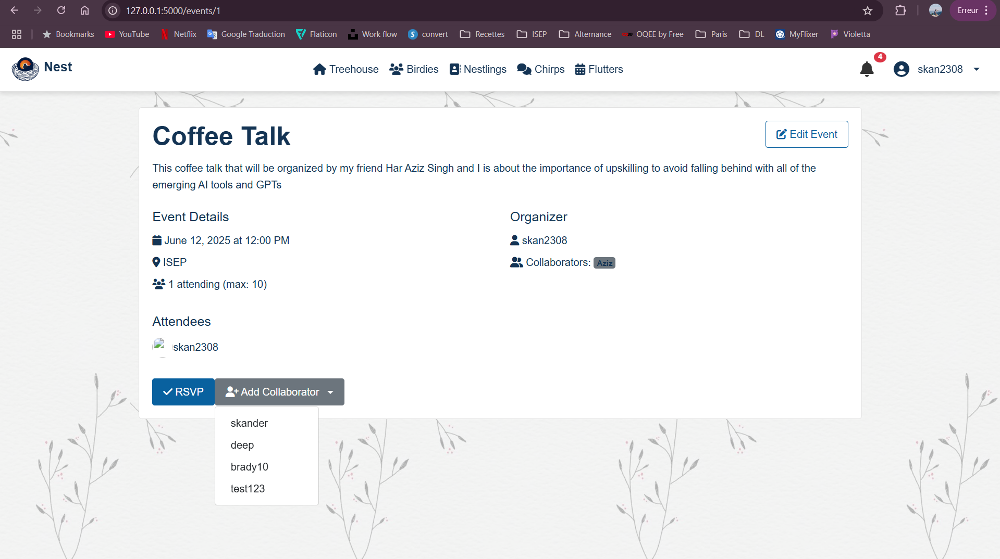 127.0.0.1:5000/events/1
Erreur
Bookmarks YouTube Netflix Google Traduction Flaticon Work flow convert Recettes ISEP Alternance OQEE by Free Paris DL MyFlixer Violetta
Nest Treehouse Birdies Nestlings Chirps Flutters 4 skan2308
Coffee Talk
Edit Event
This coffee talk that will be organized by my friend Har Aziz Singh and I is about the importance of upskilling to avoid falling behind with all of the
emerging AI tools and GPTs
Event Details
June 12, 2025 at 12:00 PM
ISEP
1 attending (max: 10)
Organizer
skan2308
Collaborators: Aziz
Attendees
skan2308
RSVP
Add Collaborator
skander
deep
brady10
test123